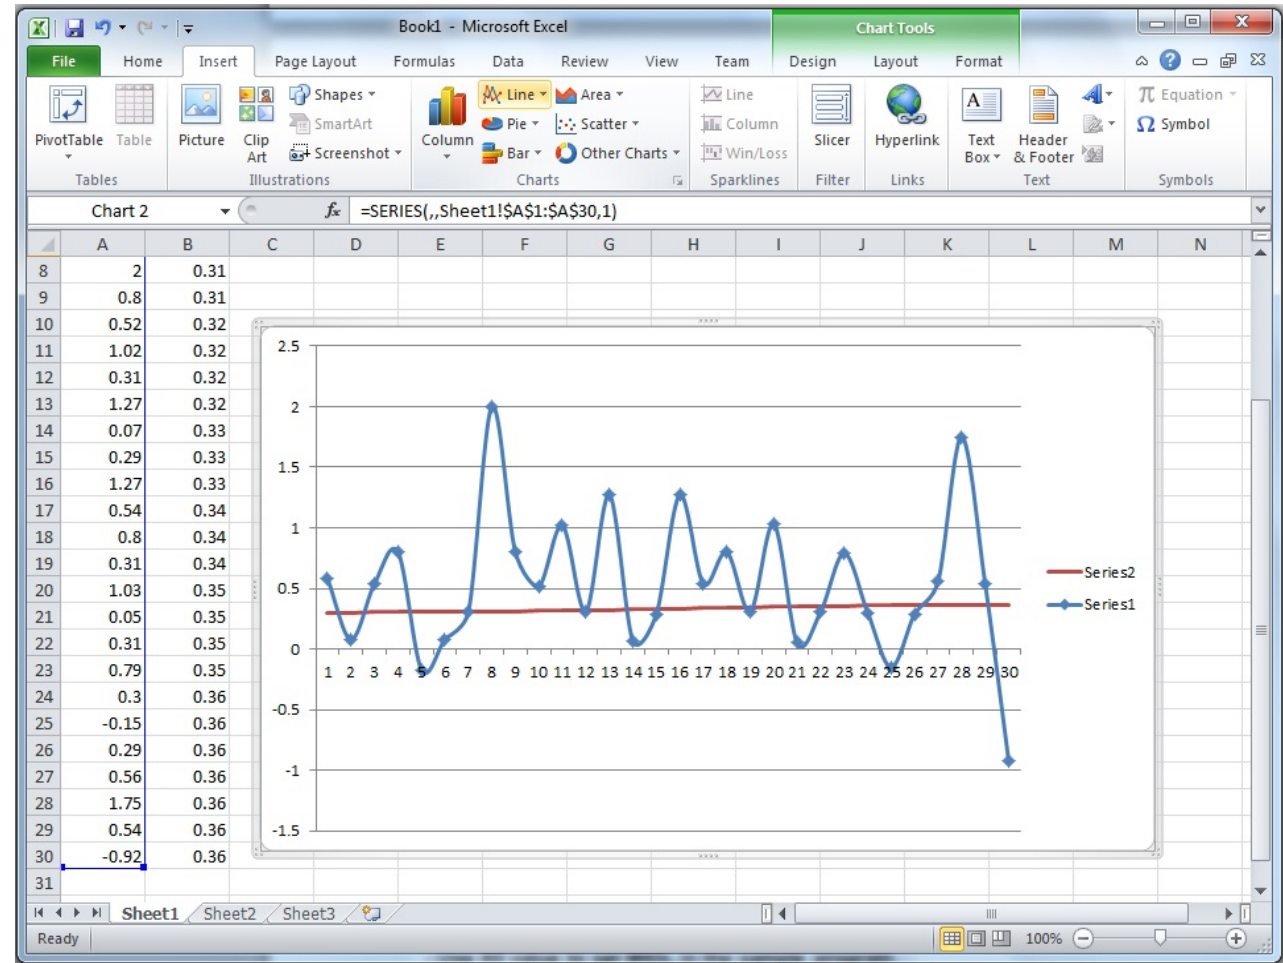 Book1 - Microsoft Excel
Chart Tools
File Home Insert Page Layout Formulas Data Review View Team Design Layout Format
PivotTable Table
Tables
Picture Clip Art Shapes SmartArt Screenshot
Illustrations
Column Line Pie Bar Area Scatter Other Charts
Charts
Line Column Win/Loss
Sparklines
Slicer
Filter
Hyperlink
Links
Text Box Header & Footer
Text
π Equation
Ω Symbol
Symbols
Chart 2 fx =SERIES(,,Sheet1!$A$1:$A$30,1)
A B C D E F G H I J K L M N
8 2 0.31
9 0.8 0.31
10 0.52 0.32
11 1.02 0.32
12 0.31 0.32
13 1.27 0.32
14 0.07 0.33
15 0.29 0.33
16 1.27 0.33
17 0.54 0.34
18 0.8 0.34
19 0.31 0.34
20 1.03 0.35
21 0.05 0.35
22 0.31 0.35
23 0.79 0.35
24 0.3 0.36
25 -0.15 0.36
26 0.29 0.36
27 0.56 0.36
28 1.75 0.36
29 0.54 0.36
30 -0.92 0.36
31
2.5
2
1.5
1
0.5
0
-0.5
-1
-1.5
1 2 3 4 5 6 7 8 9 10 11 12 13 14 15 16 17 18 19 20 21 22 23 24 25 26 27 28 29 30
Series2
Series1
Sheet1 Sheet2 Sheet3
Ready 100%